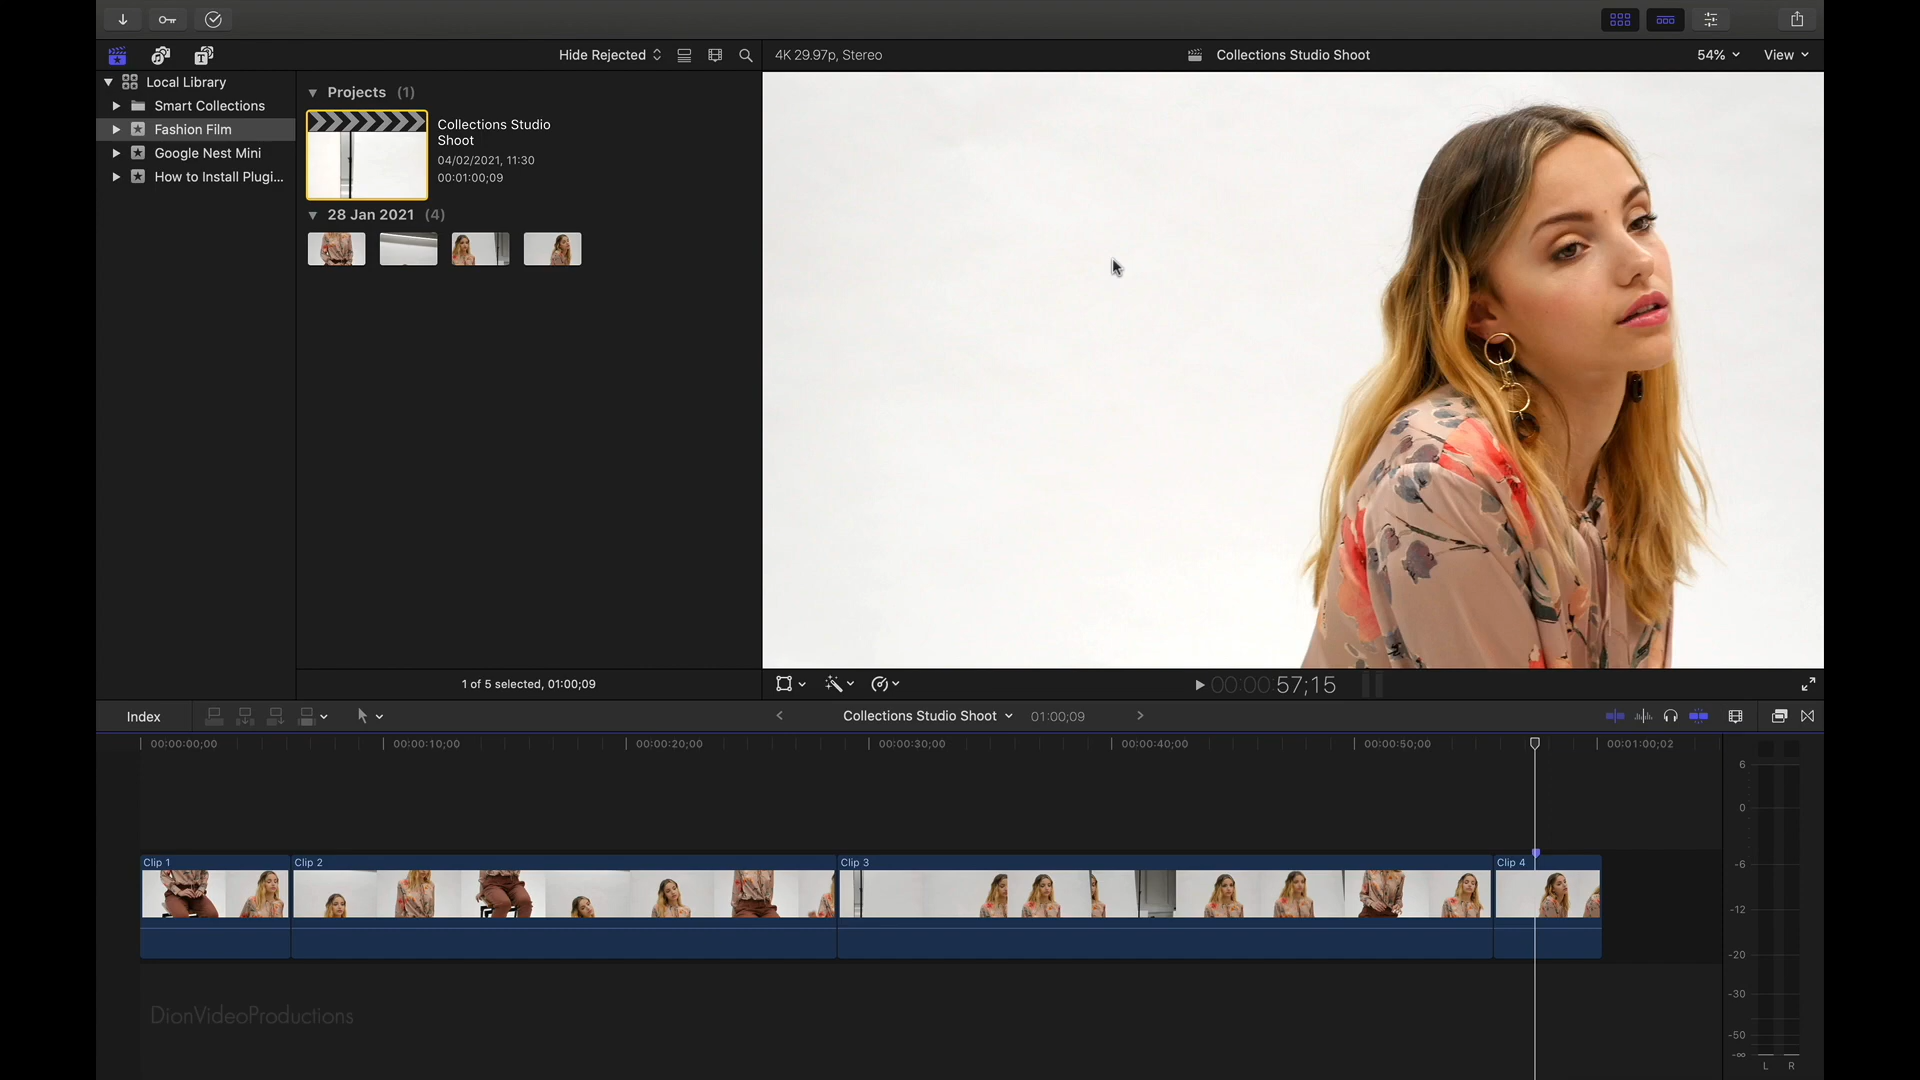 Hide Rejected
4K 29.97p, Stereo
Collections Studio Shoot
54%
View
Local Library
Smart Collections
Fashion Film
Google Nest Mini
How to Install Plugi...
Projects (1)
Collections Studio
Shoot
04/02/2021, 11:30
00:01:00;09
28 Jan 2021 (4)
1 of 5 selected, 01:00;09
00:00:57;15
Index
Collections Studio Shoot
01:00;09
00:00:00;00
00:00:10;00
00:00:20;00
00:00:30;00
00:00:40;00
00:00:50;00
00:01:00;02
Clip 1
Clip 2
Clip 3
Clip 4
6
0
-6
-12
-20
-30
-50
-∞
L R
DionVideoProductions